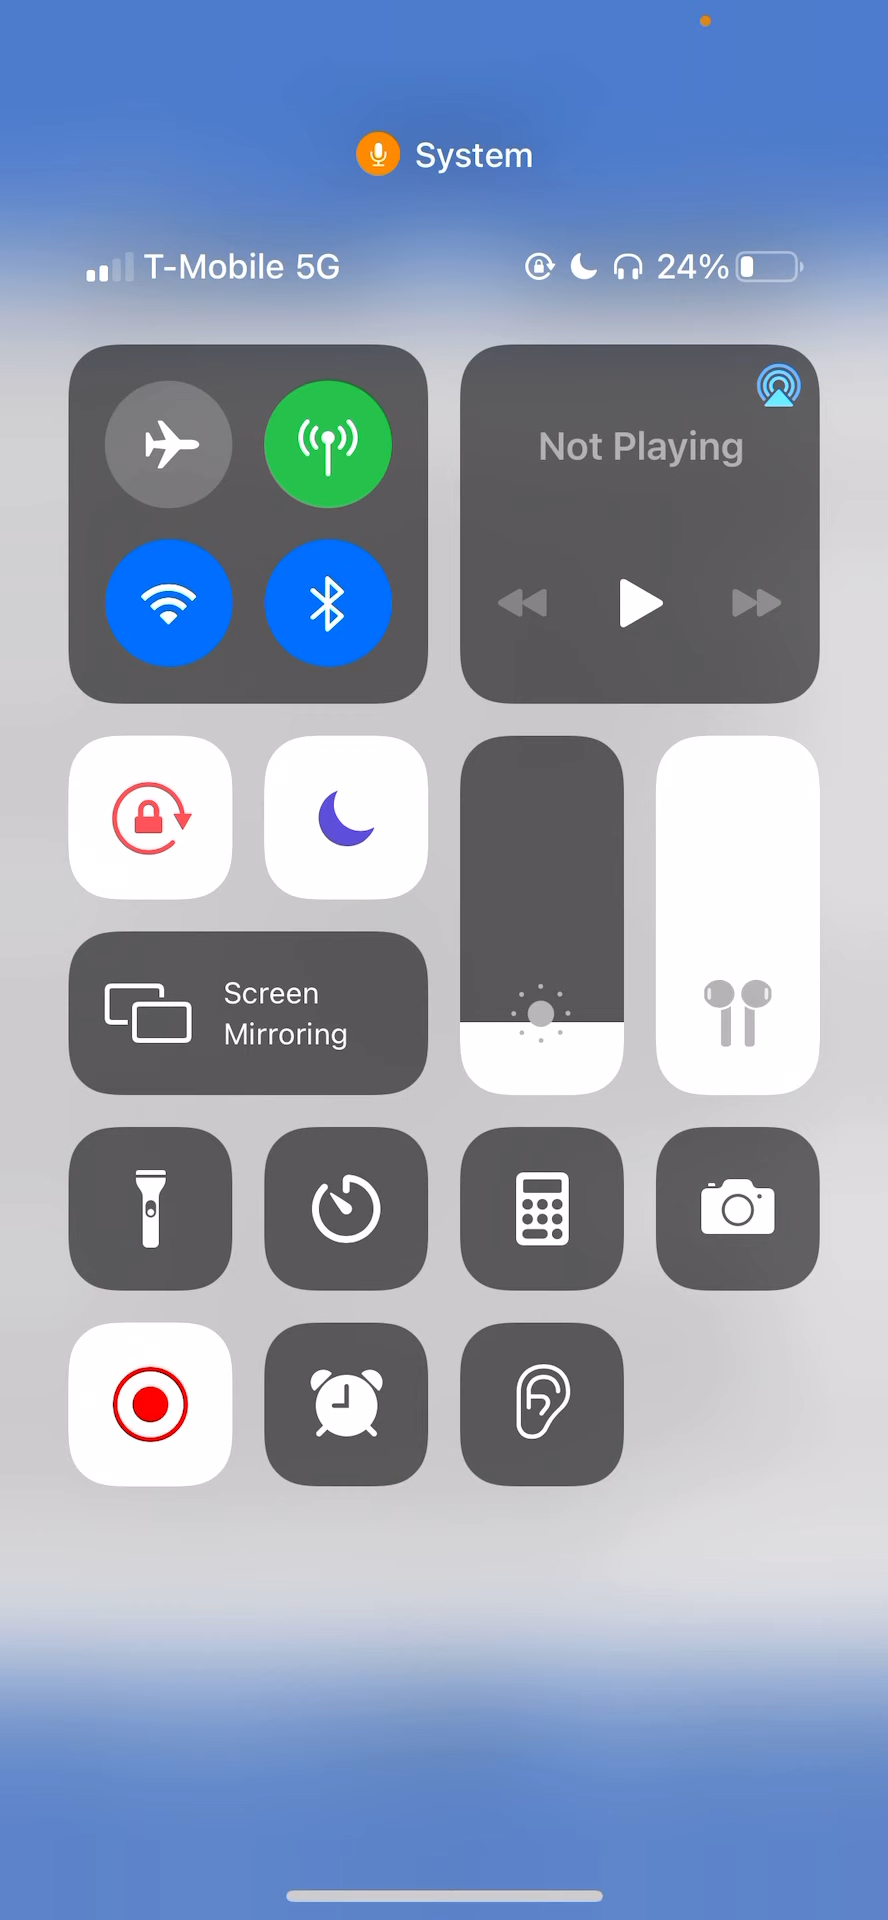 System
T-Mobile 5G
24%
Not Playing
Screen
Mirroring